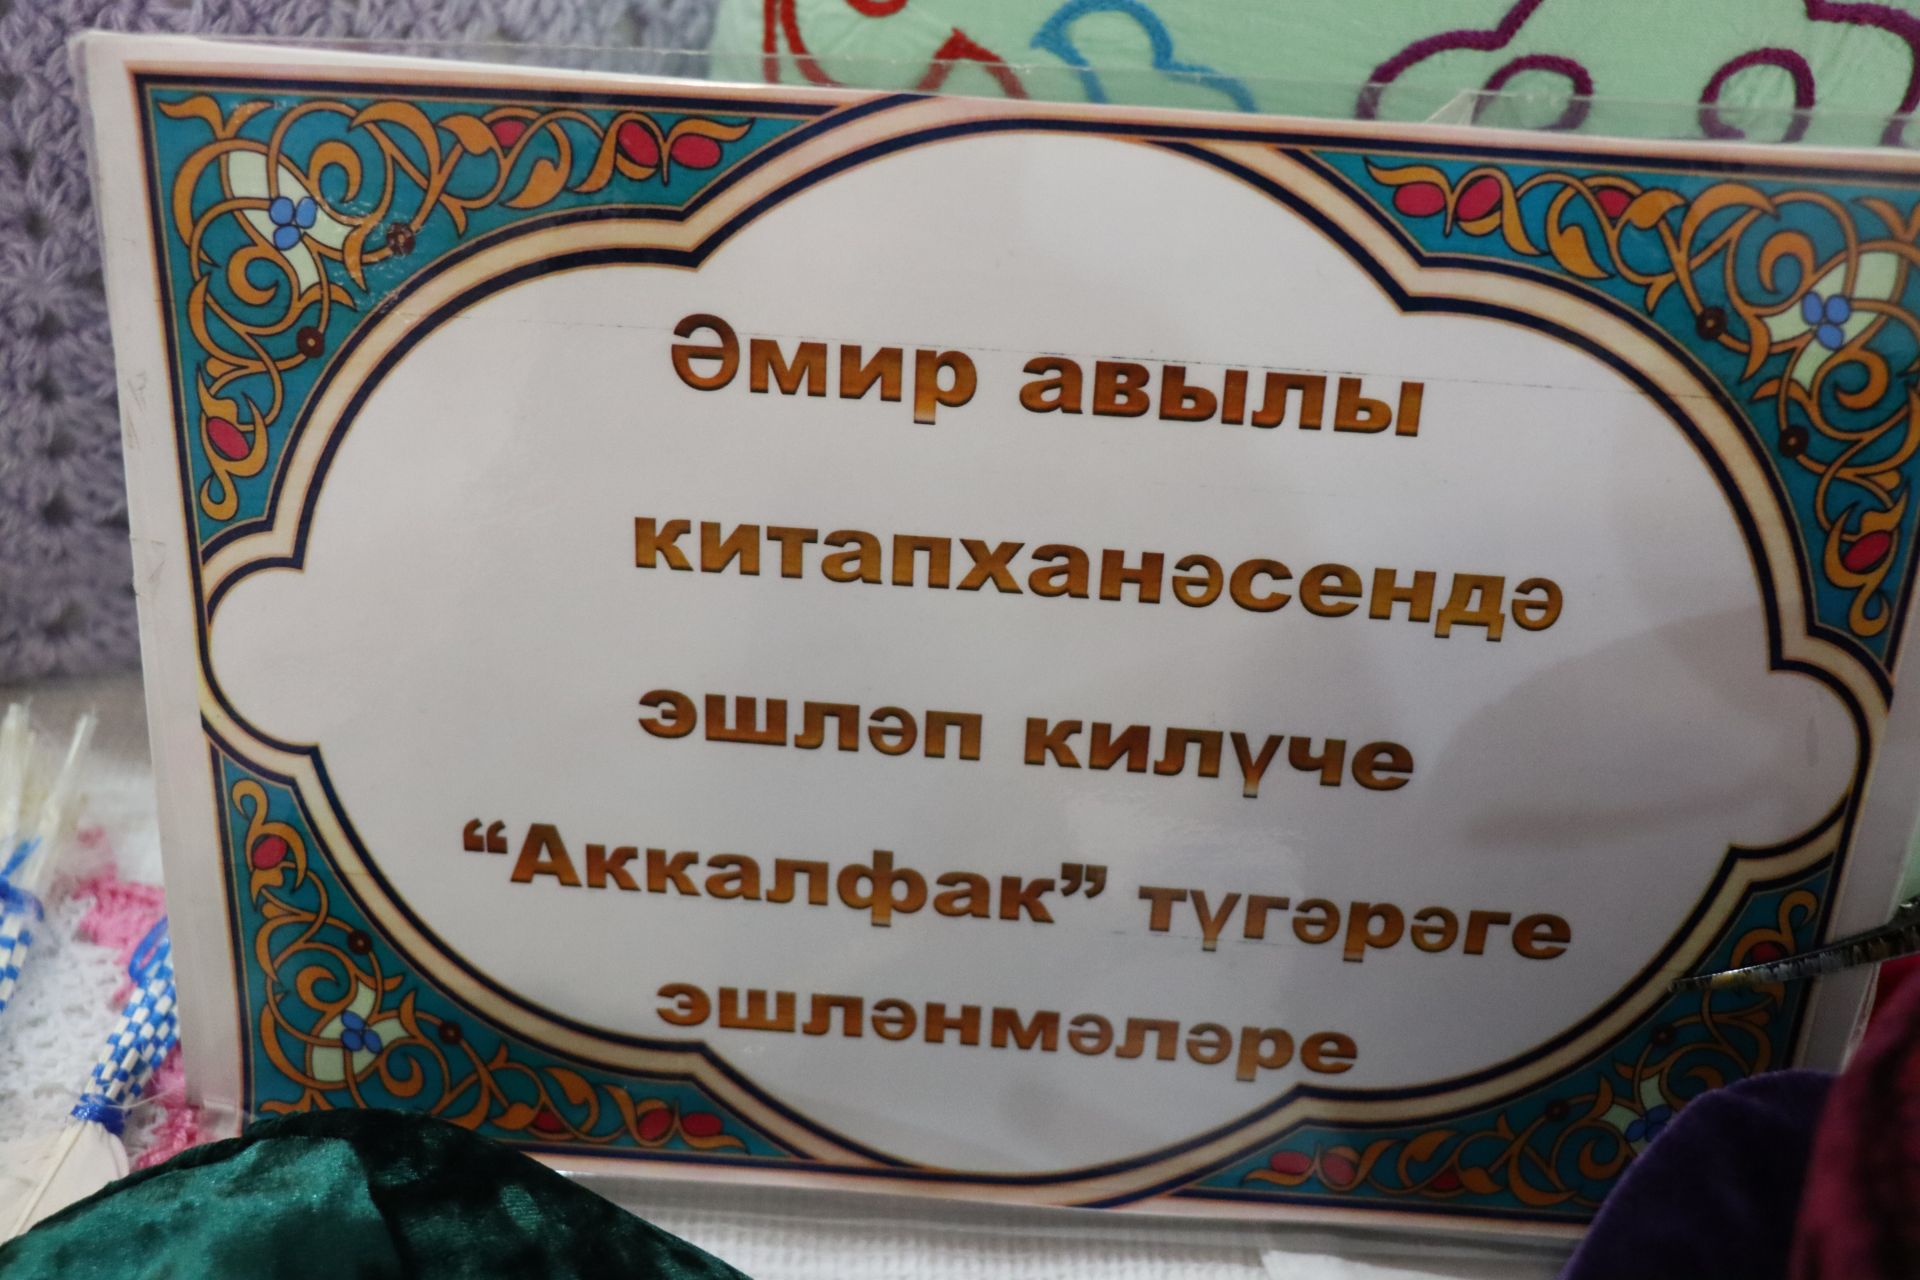 Әмир авылы
китапханәсендә
эшләп килүче
“Аккалфак” түгәрәге
эшләнмәләре